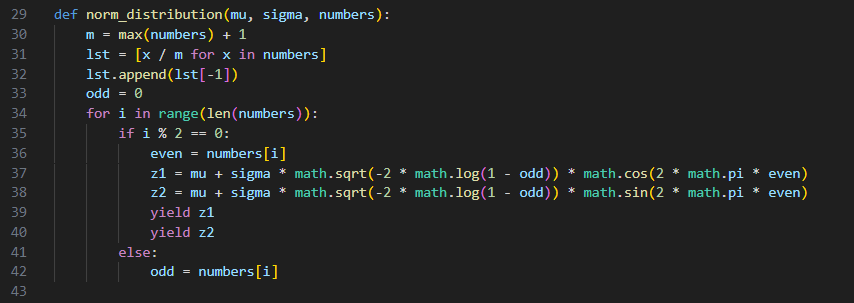 29 def norm_distribution(mu, sigma, numbers):
30     m = max(numbers) + 1
31     lst = [x / m for x in numbers]
32     lst.append(lst[-1])
33     odd = 0
34     for i in range(len(numbers)):
35         if i % 2 == 0:
36             even = numbers[i]
37             z1 = mu + sigma * math.sqrt(-2 * math.log(1 - odd)) * math.cos(2 * math.pi * even)
38             z2 = mu + sigma * math.sqrt(-2 * math.log(1 - odd)) * math.sin(2 * math.pi * even)
39             yield z1
40             yield z2
41         else:
42             odd = numbers[i]
43